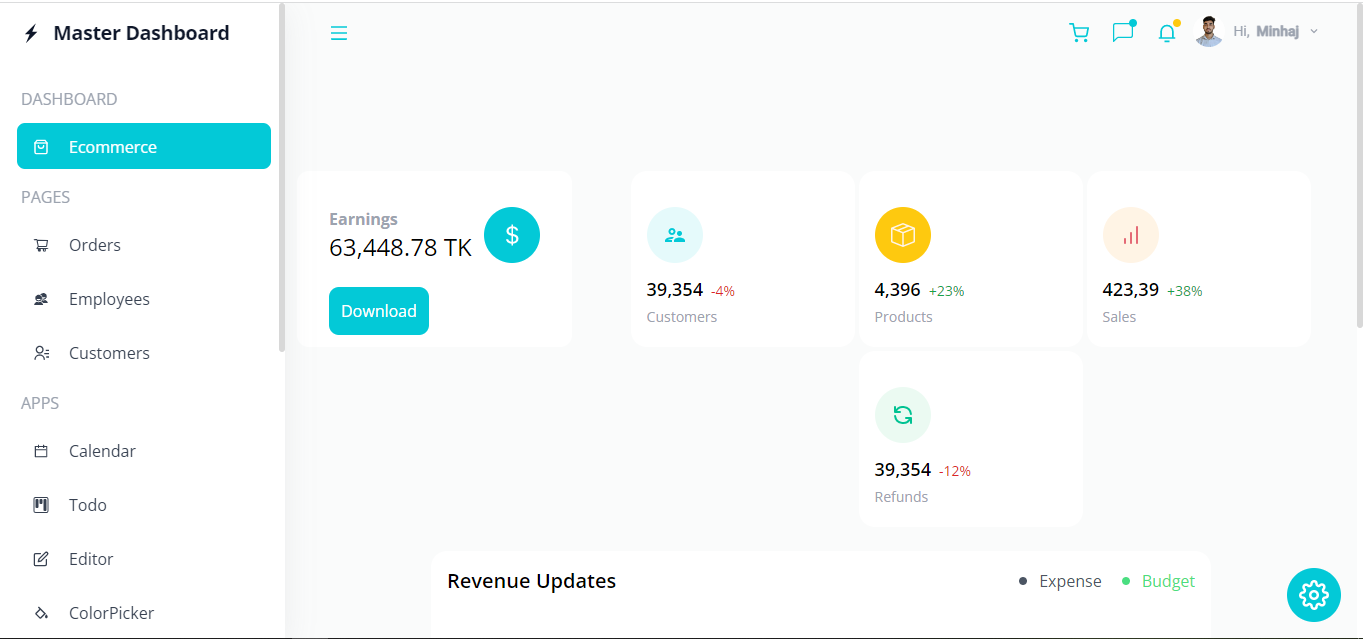 Master Dashboard
Hi, Minhaj
DASHBOARD
Ecommerce
PAGES
Orders
Employees
Customers
APPS
Calendar
Todo
Editor
ColorPicker
Earnings
63,448.78 TK
$
Download
39,354 -4%
Customers
4,396 +23%
Products
423,39 +38%
Sales
39,354 -12%
Refunds
Revenue Updates
Expense
Budget